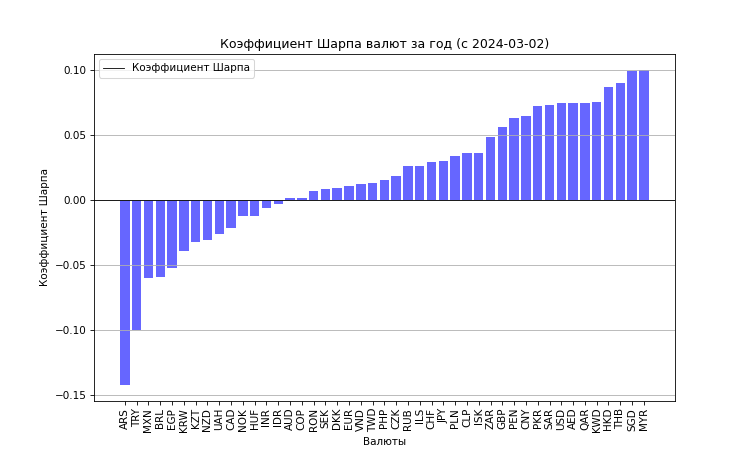 Коэффициент Шарпа валют за год (с 2024-03-02)
Коэффициент Шарпа
0.10
0.05
0.00
−0.05
−0.10
−0.15
Коэффициент Шарпа
ARS TRY MXN BRL EGP KRW KZT NZD UAH CAD NOK HUF INR IDR AUD COP RON SEK DKK EUR VND TWD PHP CZK RUB ILS CHF JPY PLN CLP ISK ZAR GBP PEN CNY PKR SAR USD AED QAR KWD HKD THB SGD MYR
Валюты